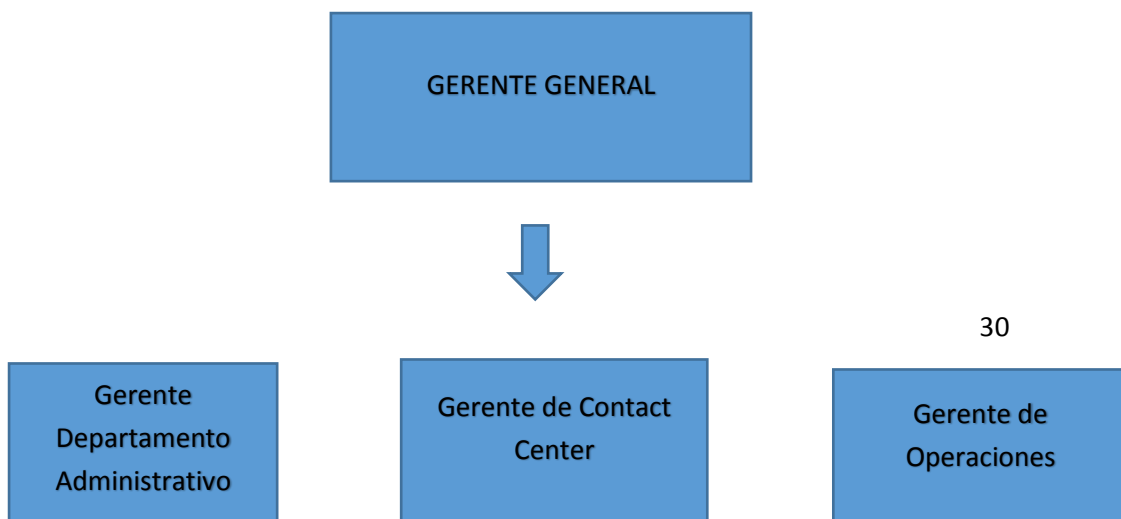 GERENTE GENERAL
30
Gerente
Departamento
Administrativo
Gerente de Contact
Center
Gerente de
Operaciones